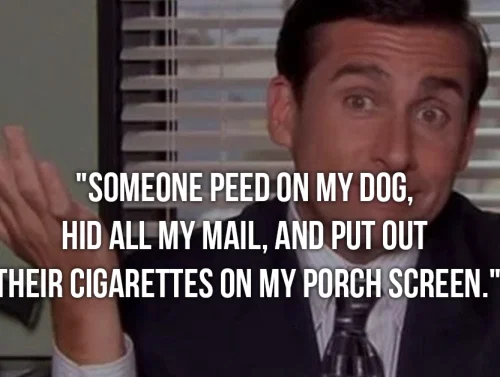 "SOMEONE PEED ON MY DOG,
HID ALL MY MAIL, AND PUT OUT
THEIR CIGARETTES ON MY PORCH SCREEN."